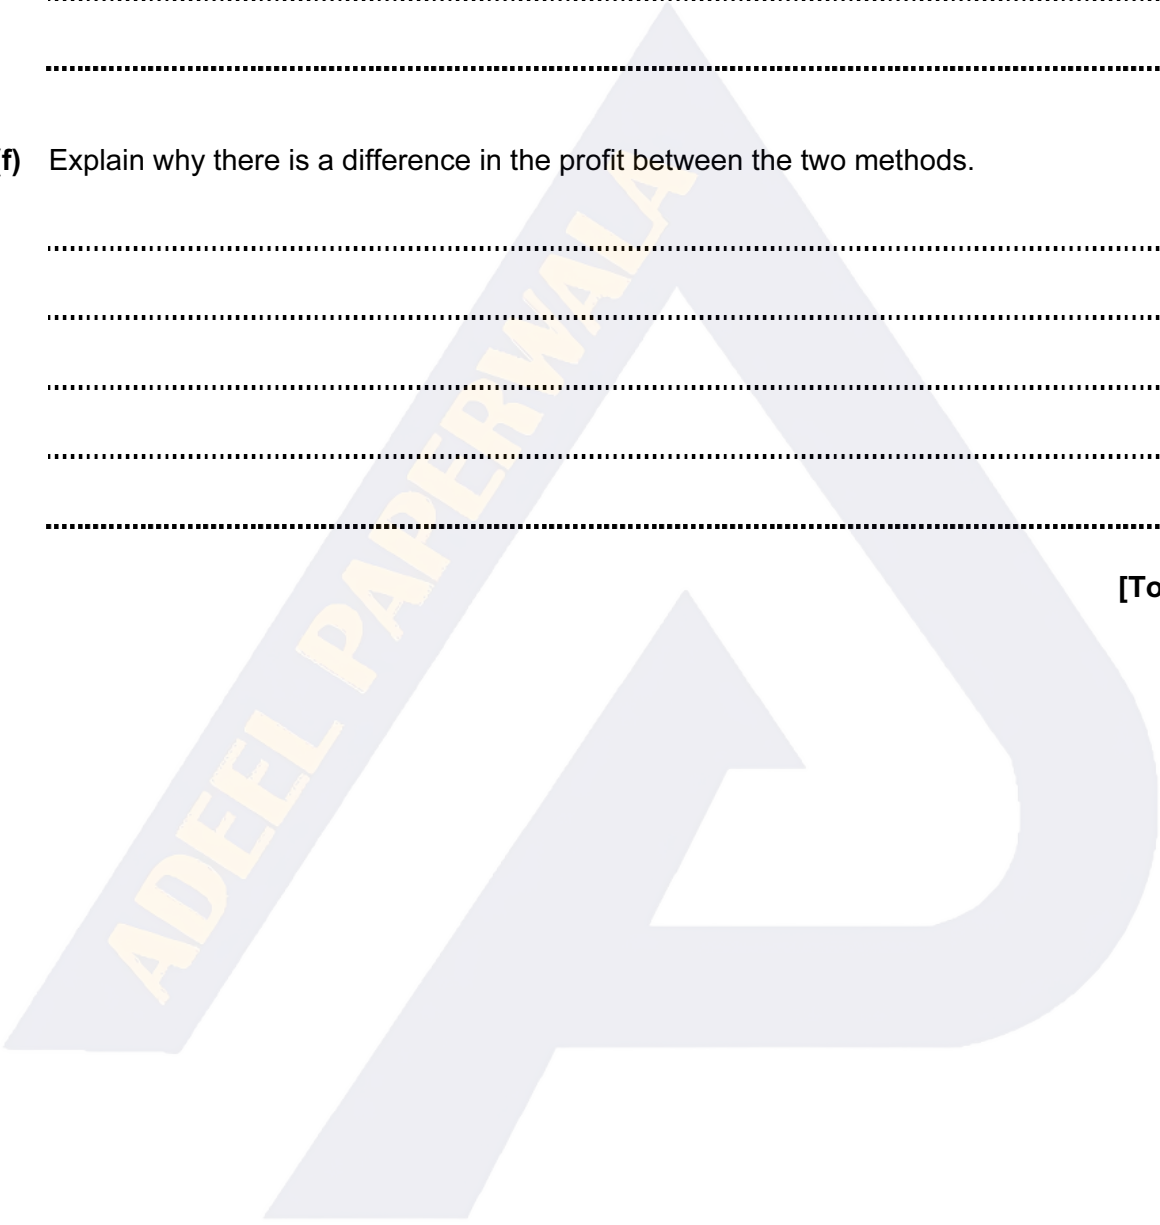 f) Explain why there is a difference in the profit between the two methods.
[To
ADEEL PAPERWALA